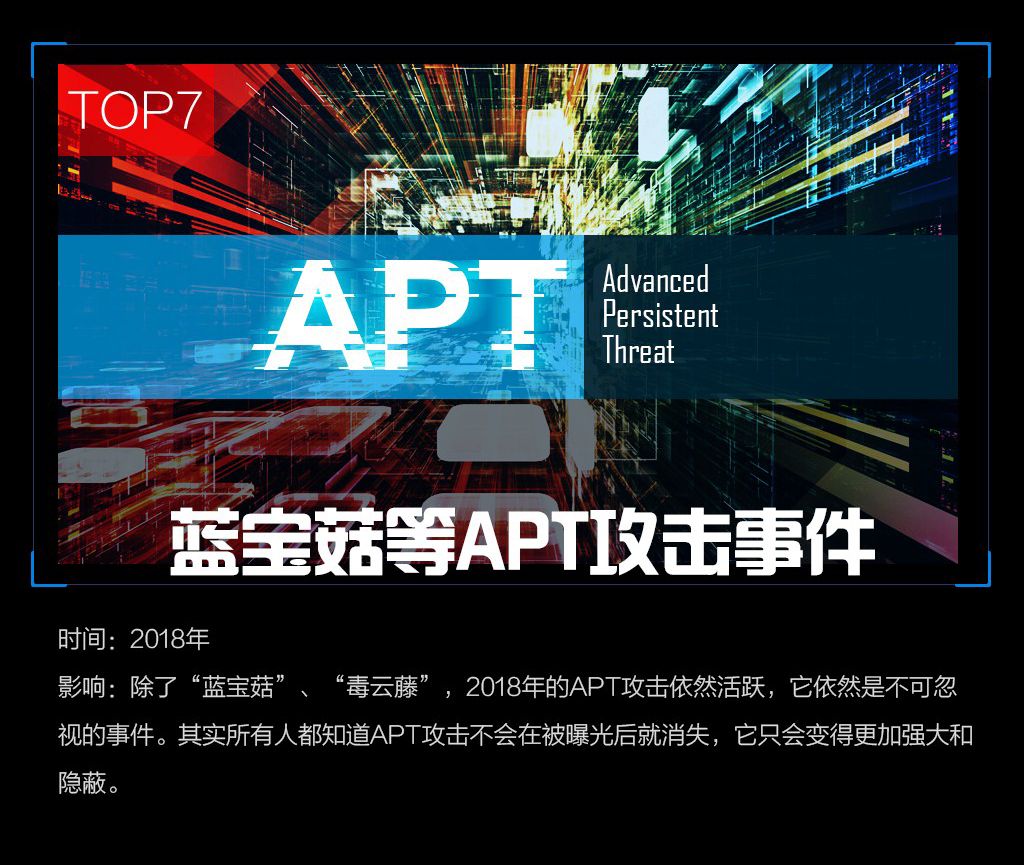 TOP7
APT
Advanced
Persistent
Threat
蓝宝菇等APT攻击事件
时间：2018年
影响：除了“蓝宝菇”、“毒云藤”，2018年的APT攻击依然活跃，它依然是不可忽
视的事件。其实所有人都知道APT攻击不会在被曝光后就消失，它只会变得更加强大和
隐蔽。